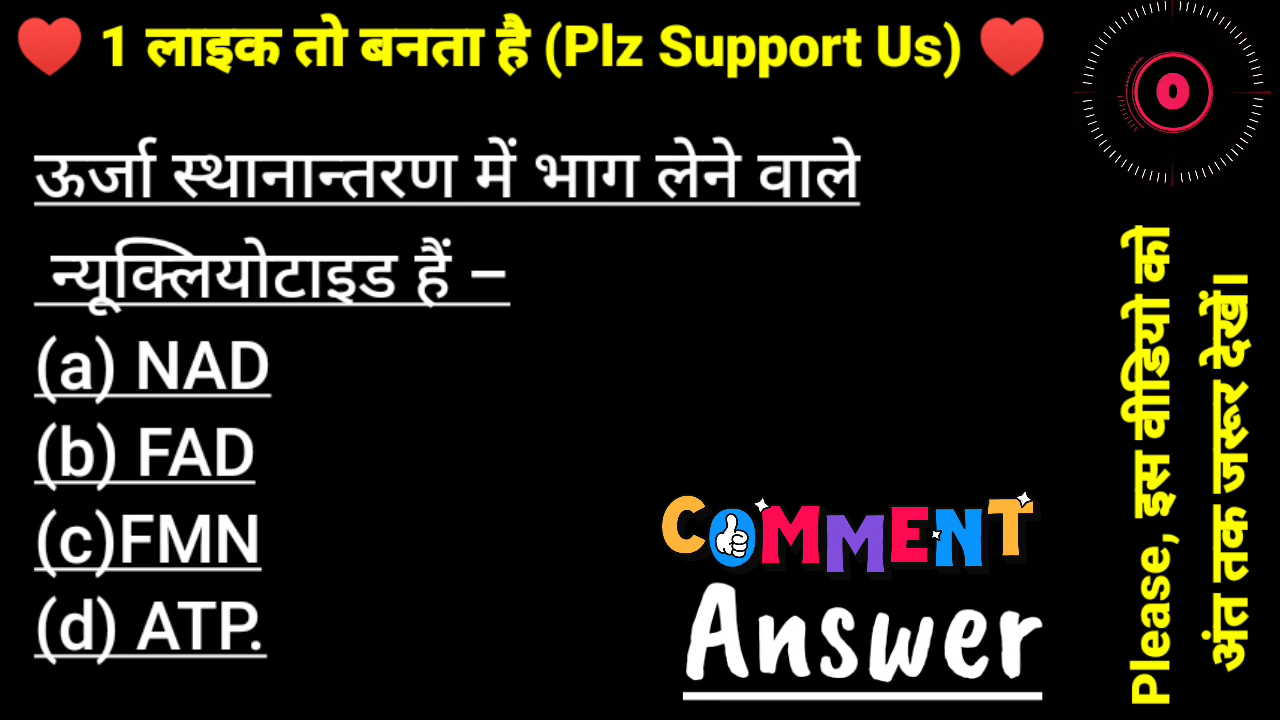 ♥ 1 लाइक तो बनता है (Plz Support Us) ♥
0
ऊर्जा स्थानान्तरण में भाग लेने वाले
न्यूक्लियोटाइड हैं –
(a) NAD
(b) FAD
(c)FMN
(d) ATP.
COMMENT
Answer
Please, इस वीडियो को
अंत तक जरूर देखें।